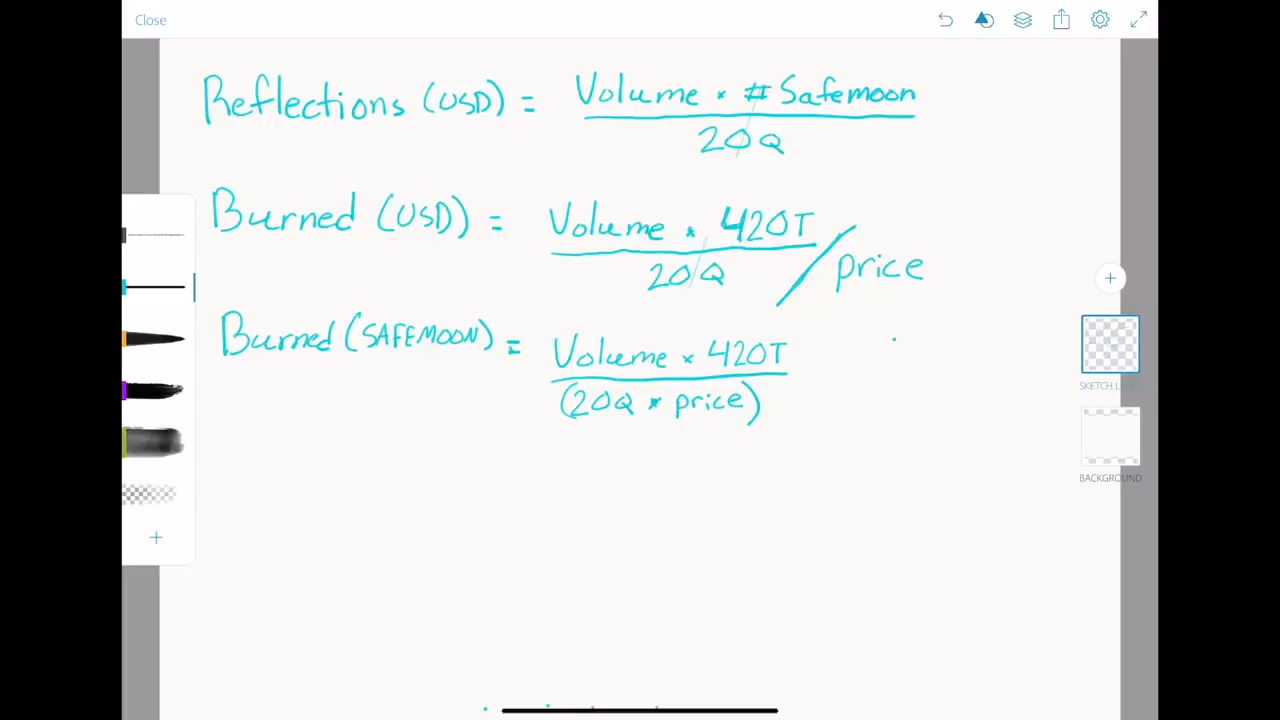 Close
Reflections (USD) = Volume * # Safemoon
20Q
Burned (USD) = Volume * 420T
20Q / price
Burned (SAFEMOON) = Volume * 420T
(20Q * price)
SKETCH
BACKGROUND